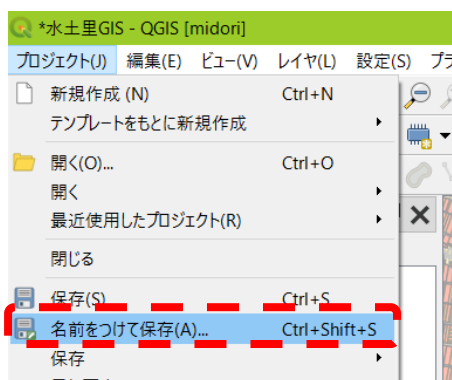 *水土里GIS - QGIS [midori]
プロジェクト(J) 編集(E) ビュー(V) レイヤ(L) 設定(S)
新規作成 (N) Ctrl+N
テンプレートをもとに新規作成
開く(O)... Ctrl+O
開く
最近使用したプロジェクト(R)
閉じる
保存(S) Ctrl+S
名前をつけて保存(A)... Ctrl+Shift+S
保存